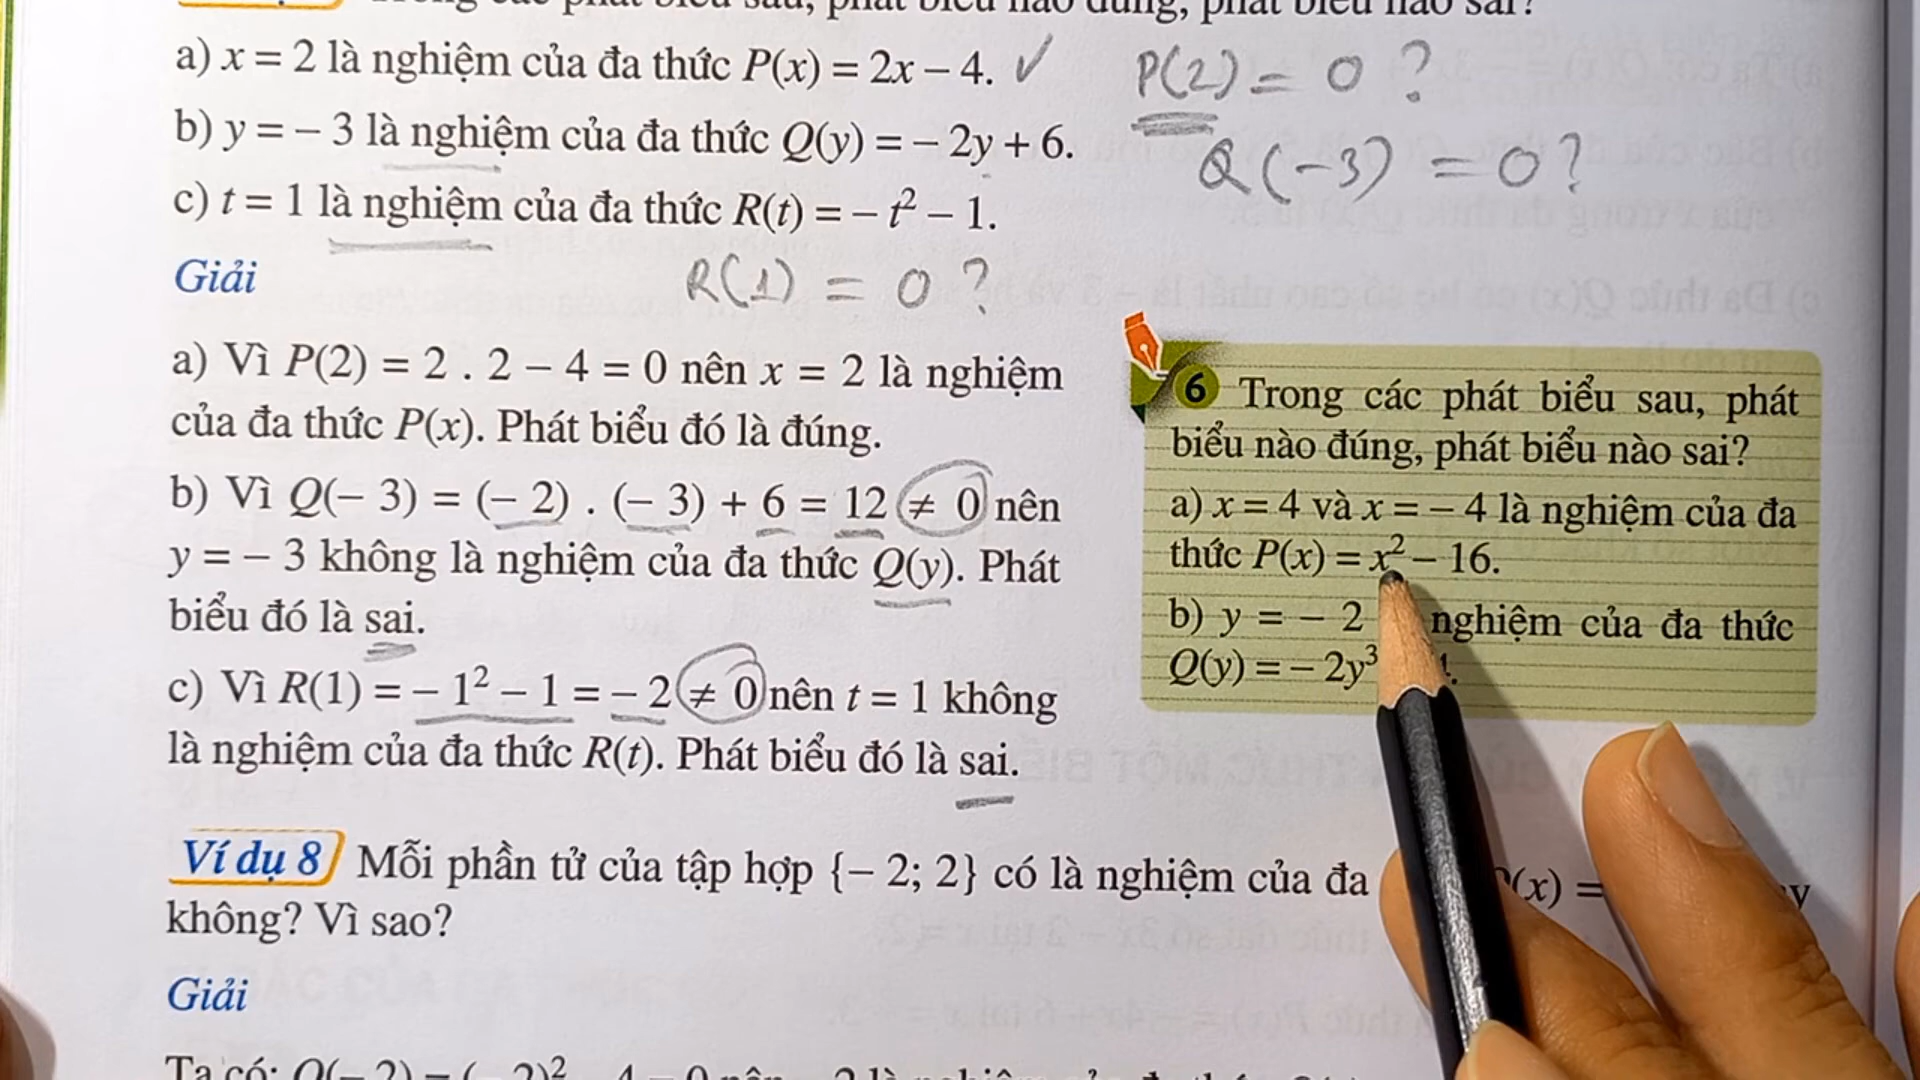 a) x = 2 là nghiệm của đa thức P(x) = 2x – 4. ✓
P(2) = 0 ?
b) y = – 3 là nghiệm của đa thức Q(y) = – 2y + 6.
Q(-3) = 0 ?
c) t = 1 là nghiệm của đa thức R(t) = – t² – 1.
Giải
R(1) = 0 ?
a) Vì P(2) = 2 . 2 – 4 = 0 nên x = 2 là nghiệm
của đa thức P(x). Phát biểu đó là đúng.
b) Vì Q(– 3) = (– 2) . (– 3) + 6 = 12 ≠ 0 nên
y = – 3 không là nghiệm của đa thức Q(y). Phát
biểu đó là sai.
c) Vì R(1) = – 1² – 1 = – 2 ≠ 0 nên t = 1 không
là nghiệm của đa thức R(t). Phát biểu đó là sai.
6 Trong các phát biểu sau, phát
biểu nào đúng, phát biểu nào sai?
a) x = 4 và x = – 4 là nghiệm của đa
thức P(x) = x² – 16.
b) y = – 2 nghiệm của đa thức
Q(y) = – 2y³
Ví dụ 8 Mỗi phần tử của tập hợp {– 2; 2} có là nghiệm của đa (x) =
không? Vì sao?
Giải